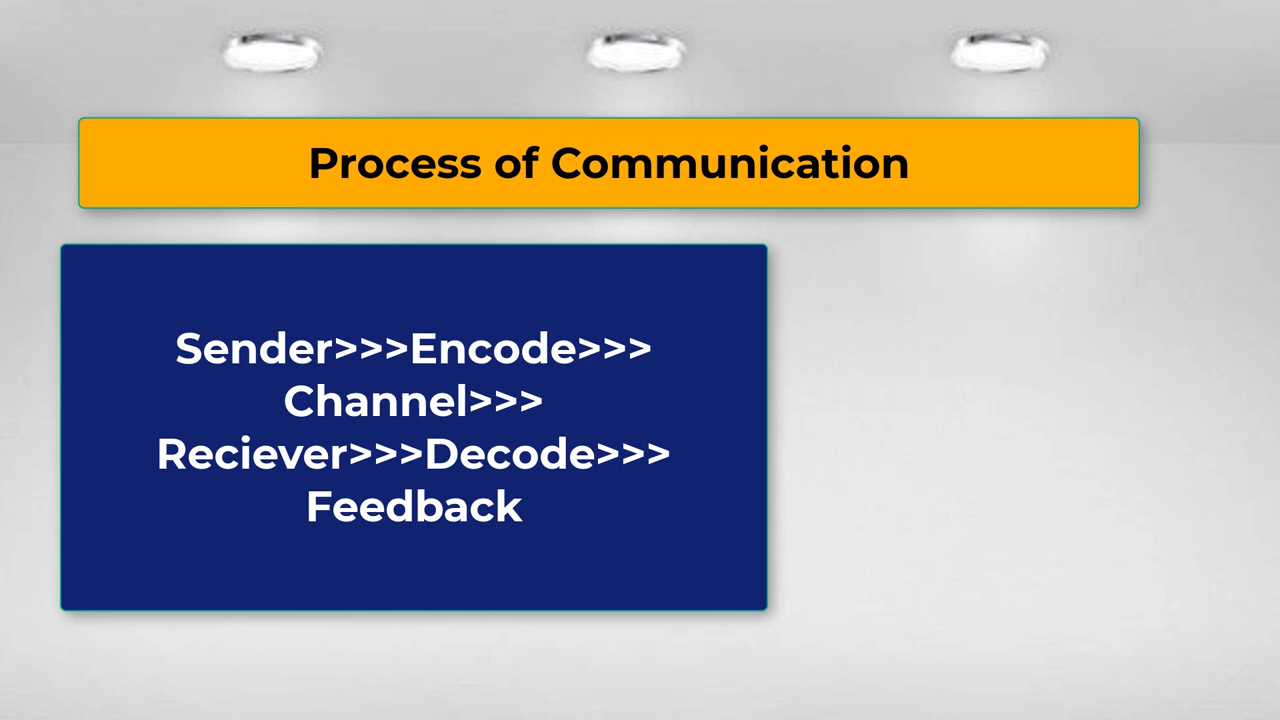 Process of Communication
Sender>>>Encode>>>
Channel>>>
Reciever>>>Decode>>>
Feedback